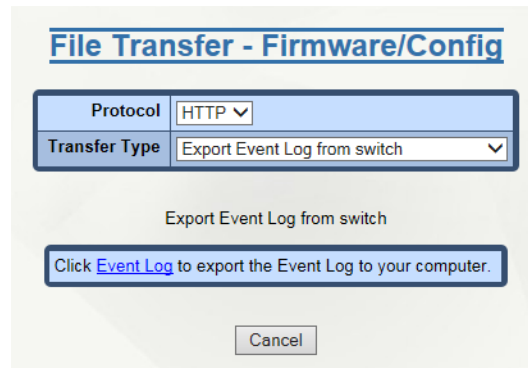 File Transfer - Firmware/Config
Protocol HTTP
Transfer Type Export Event Log from switch
Export Event Log from switch
Click Event Log to export the Event Log to your computer.
Cancel